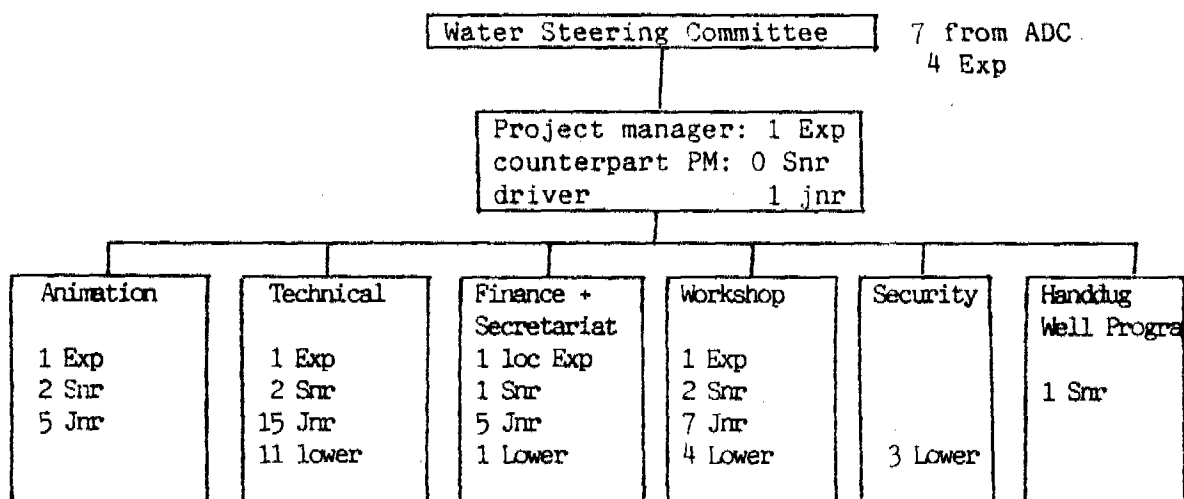 Water Steering Committee 7 from ADC
4 Exp
Project manager: 1 Exp
counterpart PM: 0 Snr
driver 1 jnr
Animation
1 Exp
2 Snr
5 Jnr
Technical
1 Exp
2 Snr
15 Jnr
11 lower
Finance +
Secretariat
1 loc Exp
1 Snr
5 Jnr
1 Lower
Workshop
1 Exp
2 Snr
7 Jnr
4 Lower
Security
3 Lower
Handdug
Well Progra
1 Snr